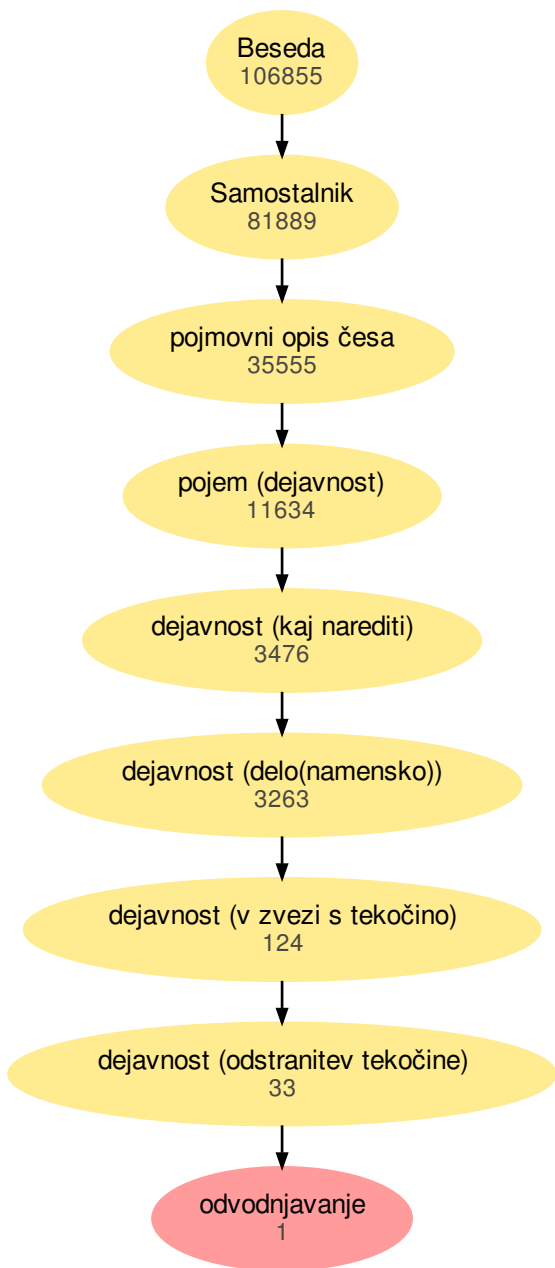 Beseda
106855
Samostalnik
81889
pojmovni opis česa
35555
pojem (dejavnost)
11634
dejavnost (kaj narediti)
3476
dejavnost (delo(namensko))
3263
dejavnost (v zvezi s tekočino)
124
dejavnost (odstranitev tekočine)
33
odvodnjavanje
1